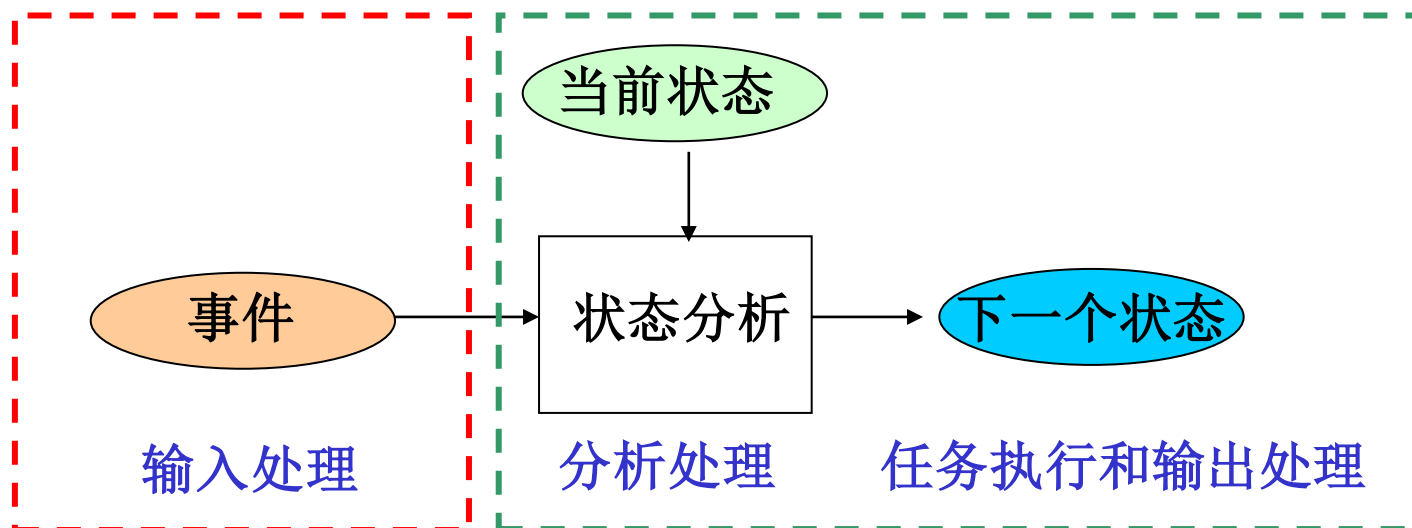 当前状态
事件
状态分析
下一个状态
输入处理
分析处理
任务执行和输出处理